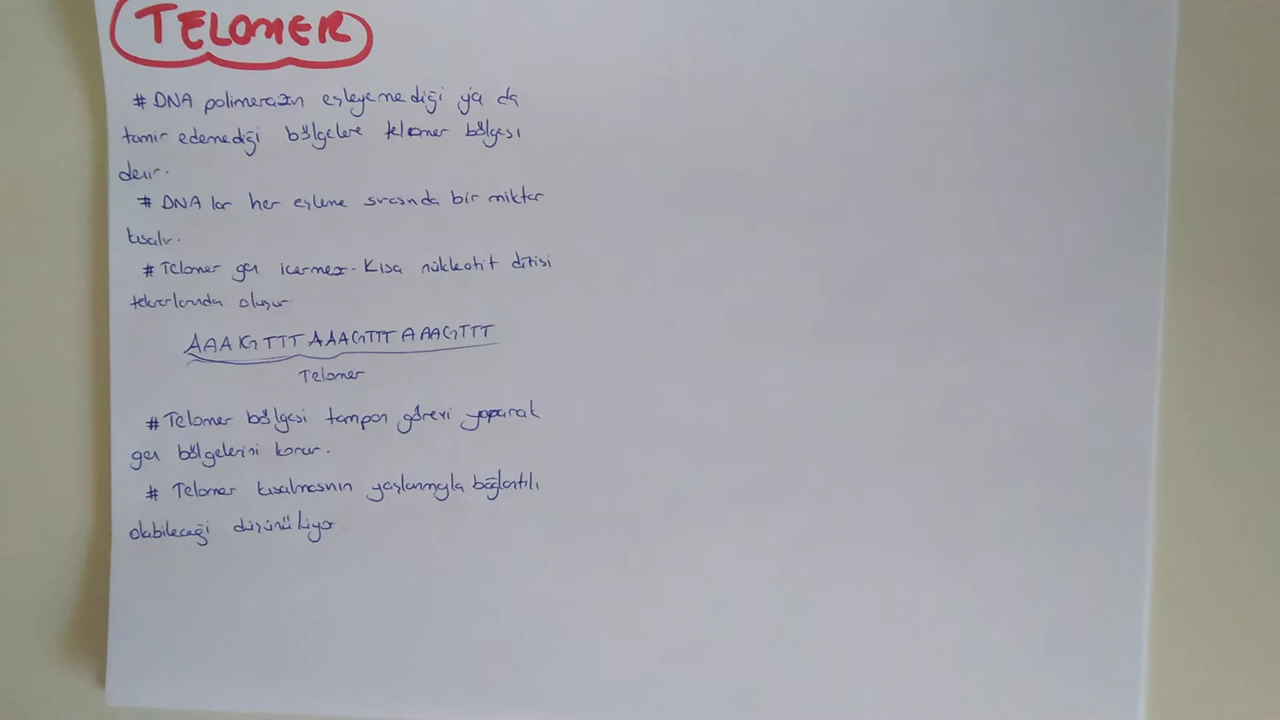 TELOMER
# DNA polimerazın eşleyemediği ya da
tamir edemediği bölgelere telomer bölgesi
denir.
# DNA lar her eşleme sırasında bir miktar
kısalır.
# Telomer gen içermez. Kısa nükleotit dizisi
tekrarlarından oluşur.
AAAGTTTAAAGTTTAAAGTTT
Telomer
# Telomer bölgesi tampon görevi yaparak
gen bölgelerini korur.
# Telomer kısalmasının yaşlanmayla bağlantılı
olabileceği düşünülüyor.